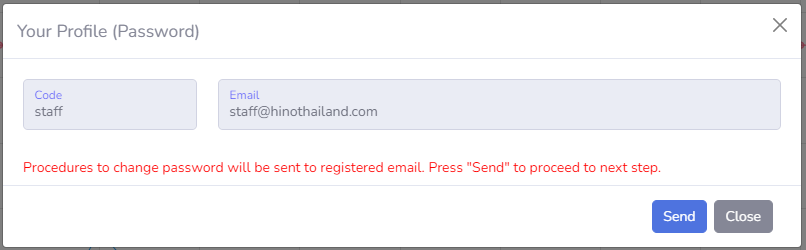 Your Profile (Password)
Code
staff
Email
staff@hinothailand.com
Procedures to change password will be sent to registered email. Press "Send" to proceed to next step.
Send
Close